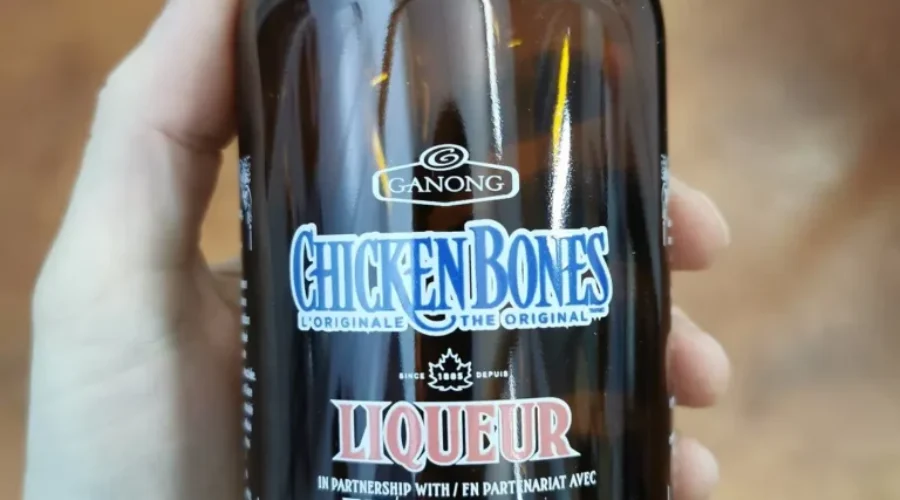 GANONG
CHICKEN BONES
L'ORIGINALE THE ORIGINAL
SINCE 1885 DEPUIS
LIQUEUR
IN PARTNERSHIP WITH / EN PARTENARIAT AVEC